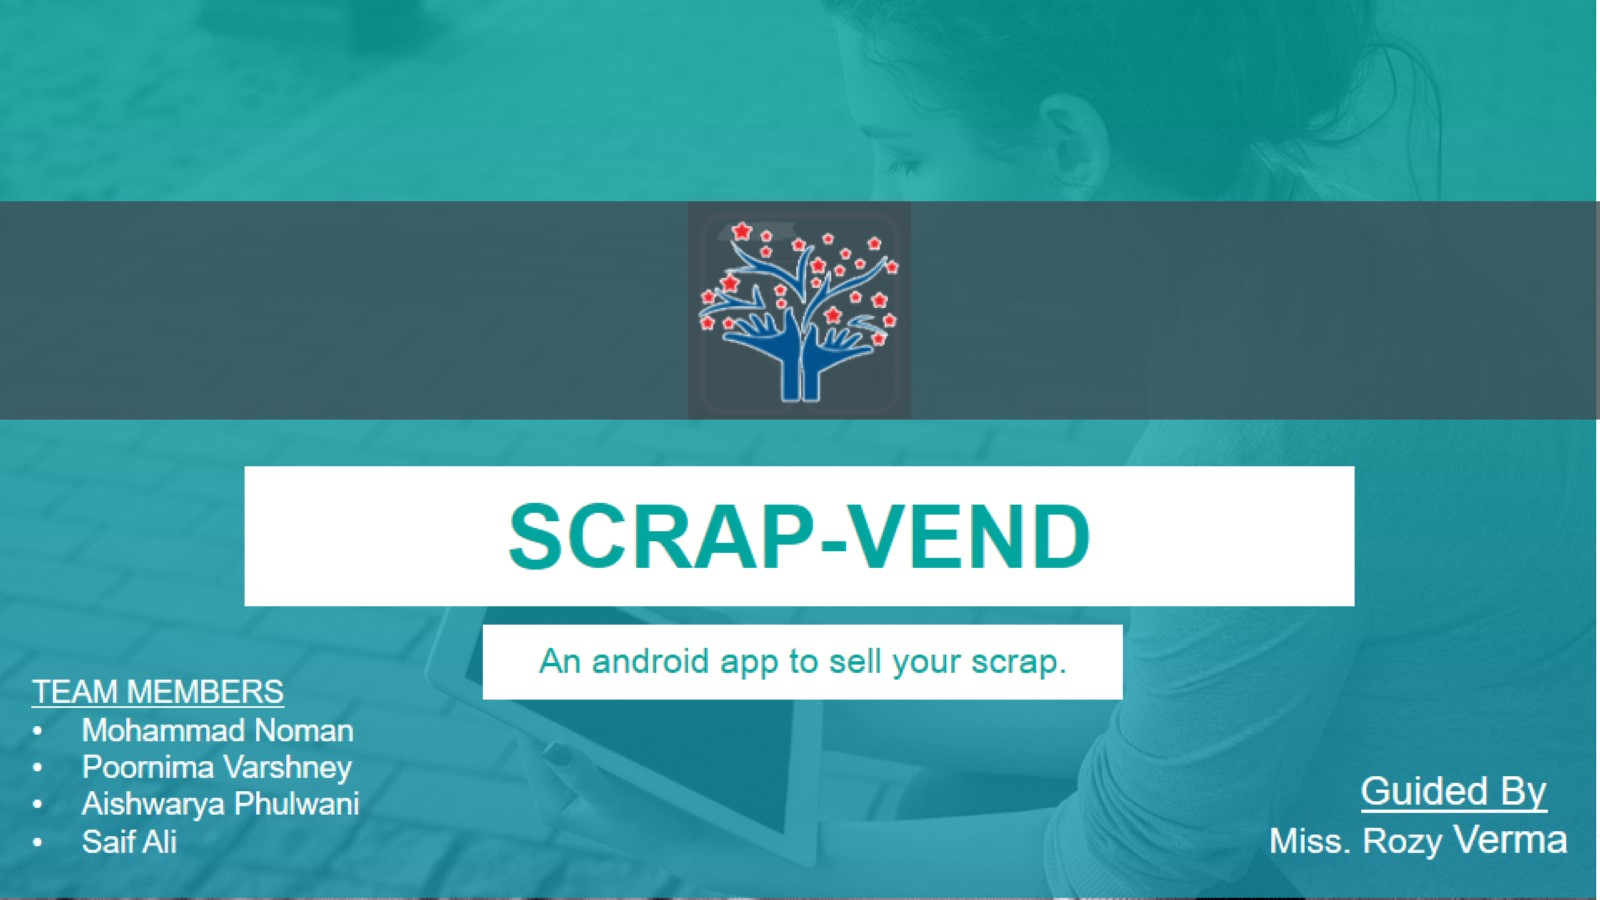 SCRAP-VEND
An android app to sell your scrap.
TEAM MEMBERS
• Mohammad Noman
• Poornima Varshney
• Aishwarya Phulwani
• Saif Ali
Guided By
Miss. Rozy Verma